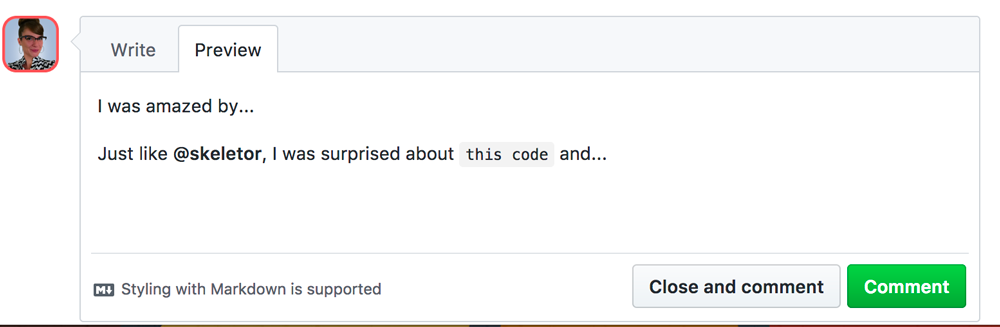 Write Preview
I was amazed by...
Just like @skeletor, I was surprised about this code and...
M↓ Styling with Markdown is supported Close and comment Comment